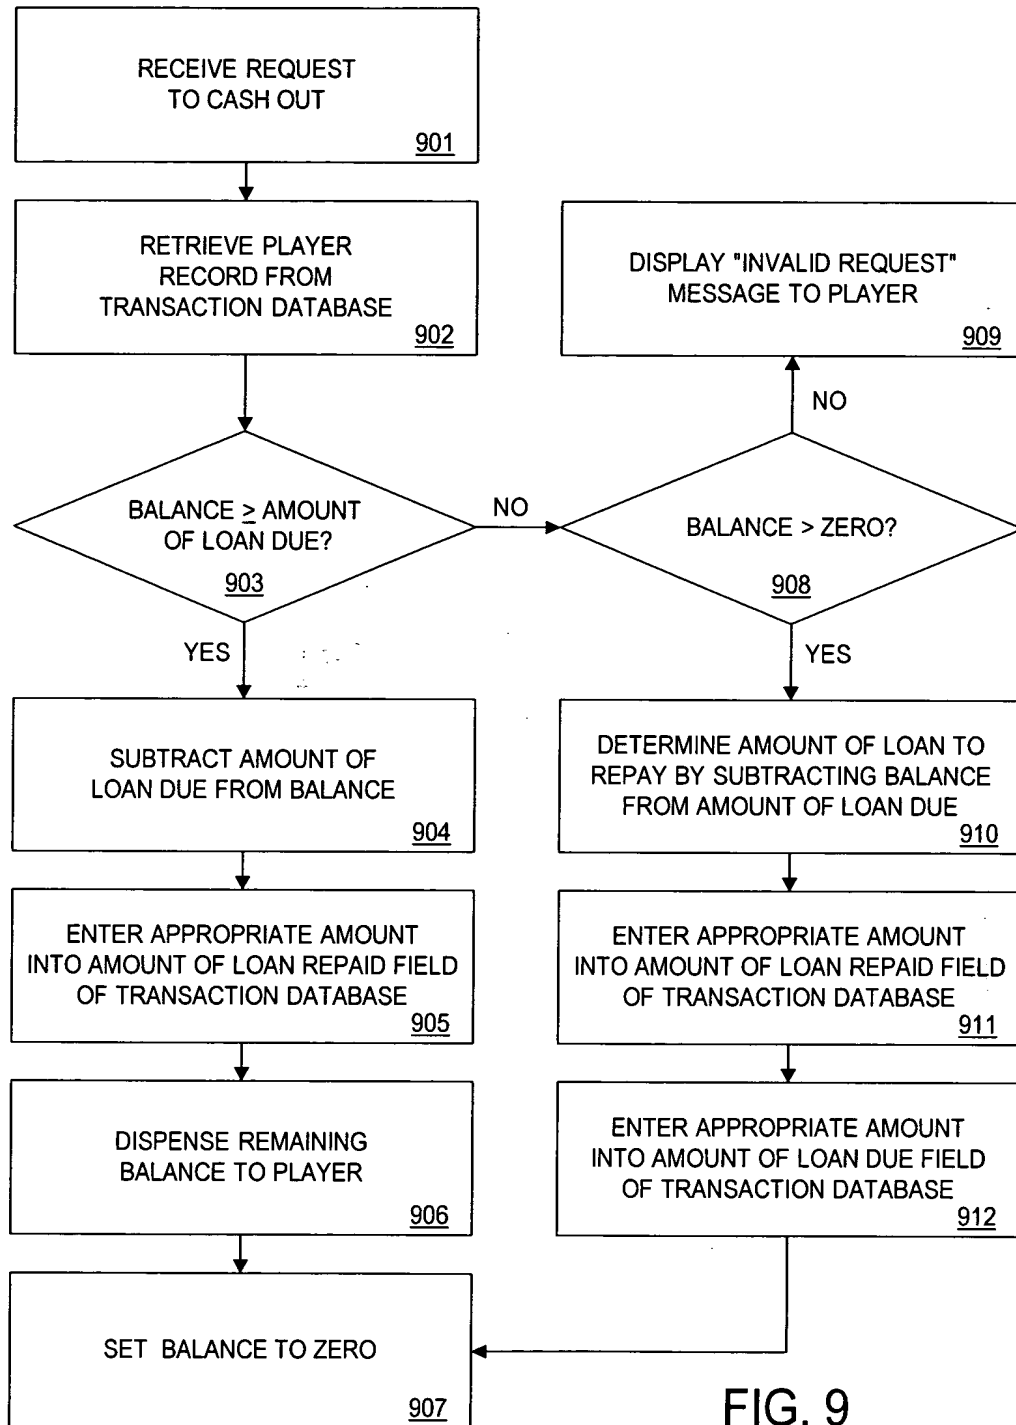 RECEIVE REQUEST
TO CASH OUT
901
RETRIEVE PLAYER
RECORD FROM
TRANSACTION DATABASE
902
DISPLAY "INVALID REQUEST"
MESSAGE TO PLAYER
909
NO
BALANCE ≥ AMOUNT
OF LOAN DUE?
903
NO
BALANCE > ZERO?
908
YES
YES
SUBTRACT AMOUNT OF
LOAN DUE FROM BALANCE
904
DETERMINE AMOUNT OF LOAN TO
REPAY BY SUBTRACTING BALANCE
FROM AMOUNT OF LOAN DUE
910
ENTER APPROPRIATE AMOUNT
INTO AMOUNT OF LOAN REPAID FIELD
OF TRANSACTION DATABASE
905
ENTER APPROPRIATE AMOUNT
INTO AMOUNT OF LOAN REPAID FIELD
OF TRANSACTION DATABASE
911
DISPENSE REMAINING
BALANCE TO PLAYER
906
ENTER APPROPRIATE AMOUNT
INTO AMOUNT OF LOAN DUE FIELD
OF TRANSACTION DATABASE
912
SET BALANCE TO ZERO
907
FIG. 9